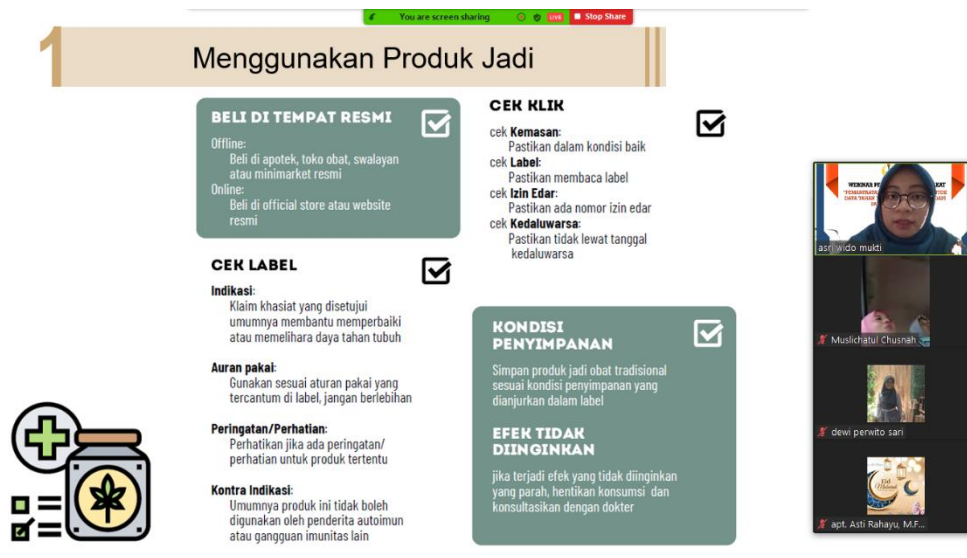 You are screen sharing
LIVE
Stop Share
1
Menggunakan Produk Jadi
BELI DI TEMPAT RESMI
Offline:
Beli di apotek, toko obat, swalayan
atau minimarket resmi
Online:
Beli di official store atau website
resmi
CEK LABEL
Indikasi:
Klaim khasiat yang disetujui
umumnya membantu memperbaiki
atau memelihara daya tahan tubuh
Auran pakai:
Gunakan sesuai aturan pakai yang
tercantum di label, jangan berlebihan
Peringatan/Perhatian:
Perhatikan jika ada peringatan/
perhatian untuk produk tertentu
Kontra Indikasi:
Umumnya produk ini tidak boleh
digunakan oleh penderita autoimun
atau gangguan imunitas lain
CEK KLIK
cek Kemasan:
Pastikan dalam kondisi baik
cek Label:
Pastikan membaca label
cek Izin Edar:
Pastikan ada nomor izin edar
cek Kedaluwarsa:
Pastikan tidak lewat tanggal
kedaluwarsa
KONDISI
PENYIMPANAN
Simpan produk jadi obat tradisional
sesuai kondisi penyimpanan yang
dianjurkan dalam label
EFEK TIDAK
DIINGINKAN
jika terjadi efek yang tidak diinginkan
yang parah, hentikan konsumsi dan
konsultasikan dengan dokter
WEBINAR
DAYA TAHAN
asri wido mukti
Muslichatul Chusnah
dewi perwito sari
Eid
Mubarak
apt. Asti Rahayu, M.F...